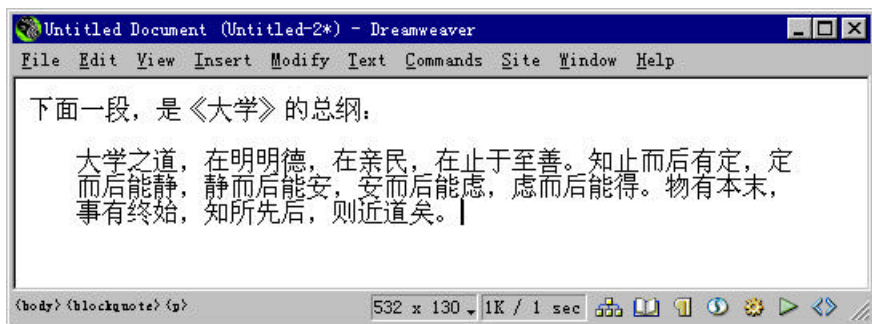 Untitled Document (Untitled-2*) - Dreamweaver
File Edit View Insert Modify Text Commands Site Window Help
下面一段，是《大学》的总纲：
大学之道，在明明德，在亲民，在止于至善。知止而后有定，定
而后能静，静而后能安，安而后能虑，虑而后能得。物有本末，
事有终始，知所先后，则近道矣。
<body> <blockquote> <p> 532 x 130 1K / 1 sec